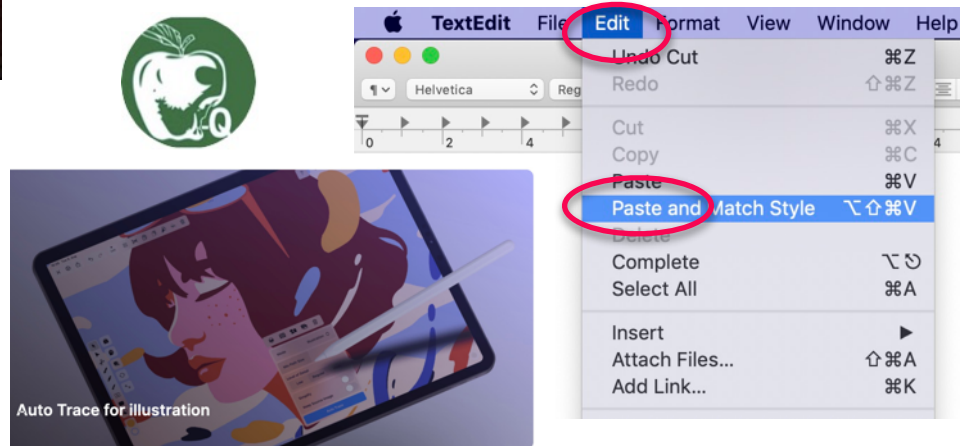 -Q
TextEdit File Edit Format View Window Help
Undo Cut ⌘Z
Redo ⇧⌘Z
Helvetica Reg
0 2 4 4
Cut ⌘X
Copy ⌘C
Paste ⌘V
Paste and Match Style ⌥⇧⌘V
Delete
Complete ⌥⎋
Select All ⌘A
Insert ▶
Attach Files... ⇧⌘A
Add Link... ⌘K
Auto Trace for illustration